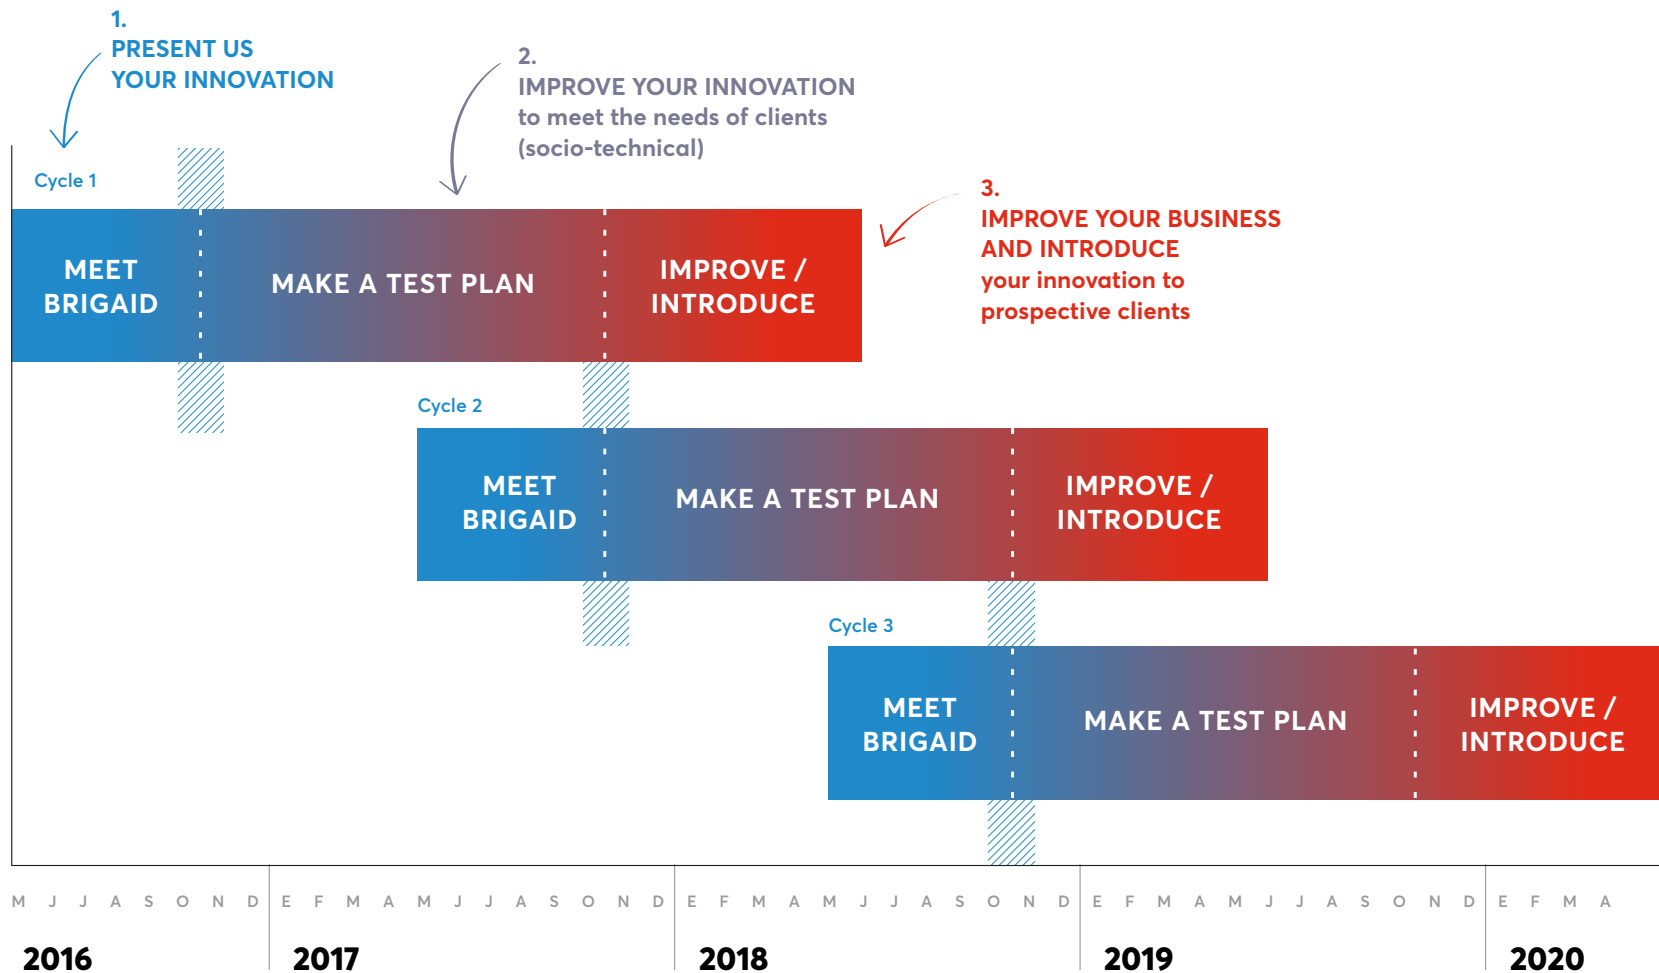 1.
PRESENT US
YOUR INNOVATION
2.
IMPROVE YOUR INNOVATION
to meet the needs of clients
(socio-technical)
3.
IMPROVE YOUR BUSINESS
AND INTRODUCE
your innovation to
prospective clients
Cycle 1
MEET
BRIGAID
MAKE A TEST PLAN
IMPROVE /
INTRODUCE
Cycle 2
MEET
BRIGAID
MAKE A TEST PLAN
IMPROVE /
INTRODUCE
Cycle 3
MEET
BRIGAID
MAKE A TEST PLAN
IMPROVE /
INTRODUCE
M J J A S O N D E F M A M J J A S O N D E F M A M J J A S O N D E F M A M J J A S O N D E F M A
2016 2017 2018 2019 2020